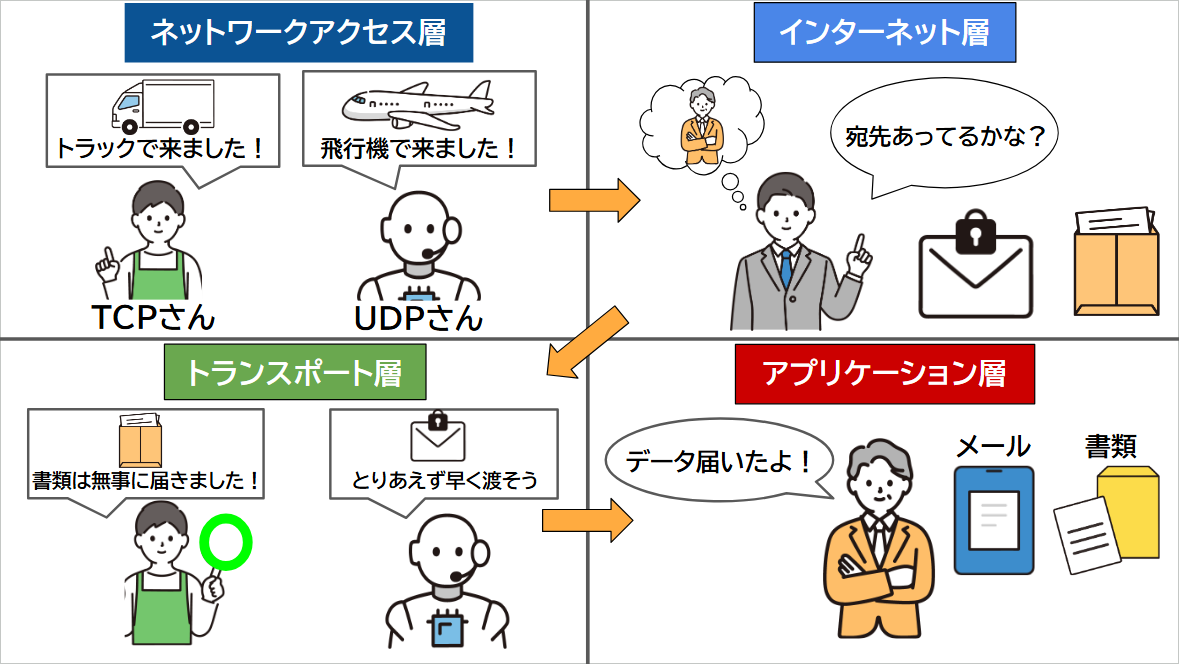 ネットワークアクセス層
トラックで来ました！
飛行機で来ました！
TCPさん
UDPさん
インターネット層
宛先あってるかな？
トランスポート層
書類は無事に届きました！
とりあえず早く渡そう
アプリケーション層
データ届いたよ！
メール
書類